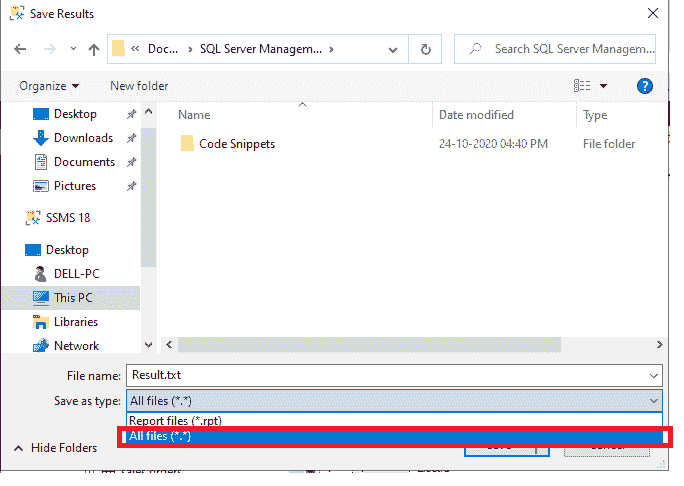 Save Results
« Doc... > SQL Server Managem... >
Search SQL Server Managem...
Organize
New folder
?
Desktop
Downloads
Documents
Pictures
SSMS 18
Desktop
DELL-PC
This PC
Libraries
Network
Name Date modified Type
Code Snippets 24-10-2020 04:40 PM File folder
File name: Result.txt
Save as type: All files (*.*)
Report files (*.rpt)
All files (*.*)
Hide Folders